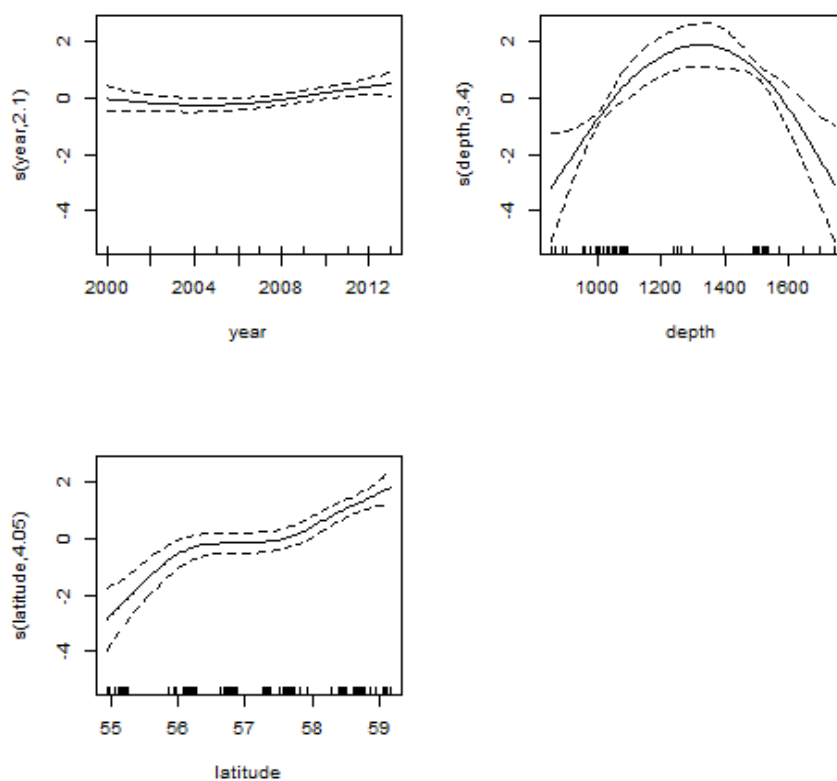 s(year,2.1)
2
0
-2
-4
2000 2004 2008 2012
year
s(depth,3.4)
2
0
-2
-4
1000 1200 1400 1600
depth
s(latitude,4.05)
2
0
-2
-4
55 56 57 58 59
latitude